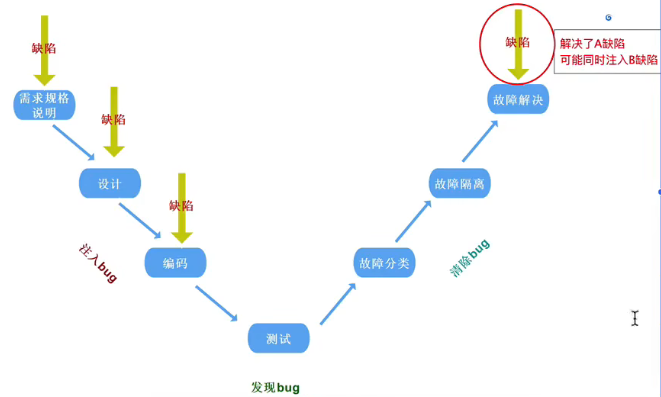 缺陷
缺陷
解决了A缺陷
可能同时注入B缺陷
需求规格
说明
故障解决
缺陷
设计
故障隔离
缺陷
注入bug
编码
故障分类
清除bug
测试
发现bug